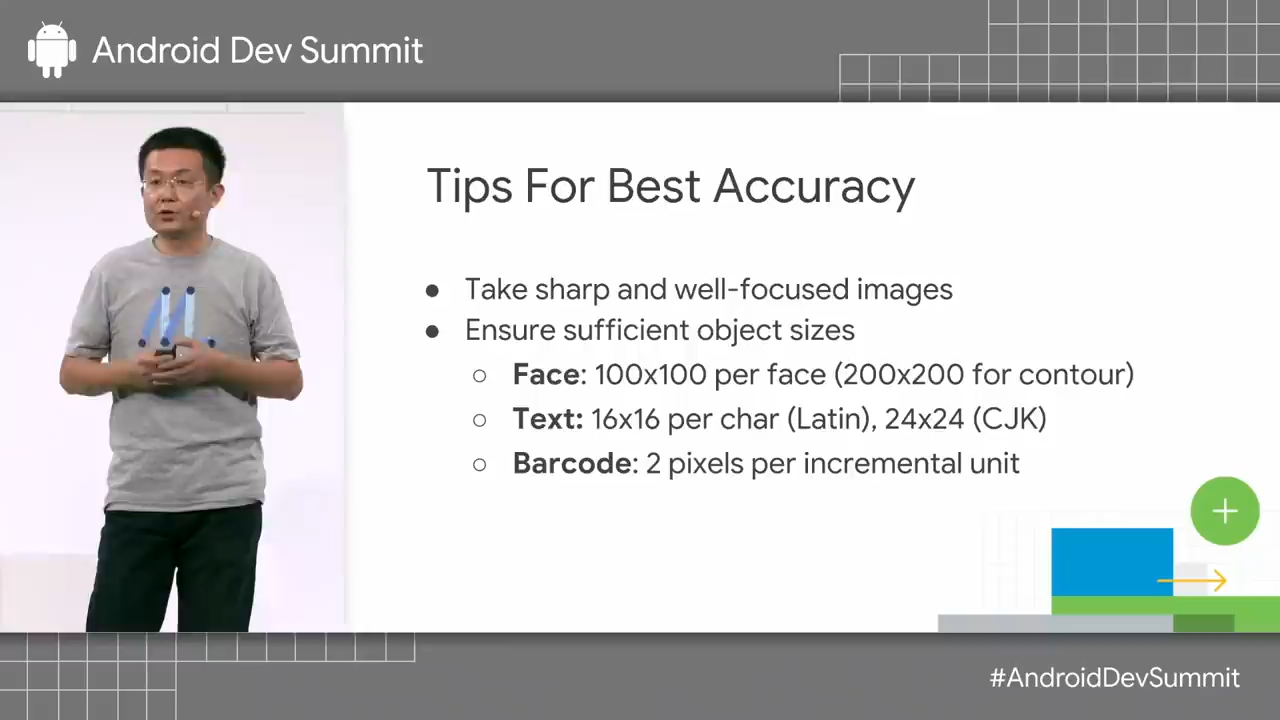 Android Dev Summit
Tips For Best Accuracy
● Take sharp and well-focused images
● Ensure sufficient object sizes
○ Face: 100x100 per face (200x200 for contour)
○ Text: 16x16 per char (Latin), 24x24 (CJK)
○ Barcode: 2 pixels per incremental unit
#AndroidDevSummit